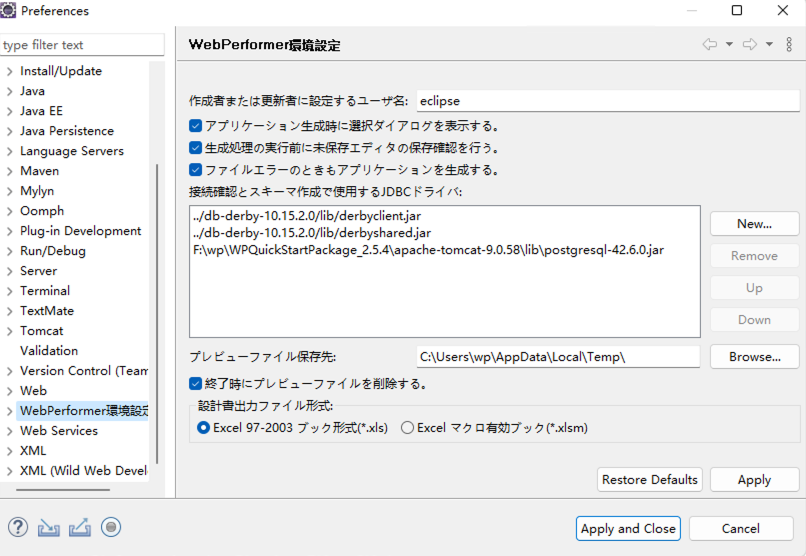 Preferences
type filter text
Install/Update
Java
Java EE
Java Persistence
Language Servers
Maven
Mylyn
Oomph
Plug-in Development
Run/Debug
Server
Terminal
TextMate
Tomcat
Validation
Version Control (Team
Web
WebPerformer環境設定
Web Services
XML
XML (Wild Web Devel
WebPerformer環境設定
作成者または更新者に設定するユーザ名:
eclipse
アプリケーション生成時に選択ダイアログを表示する。
生成処理の実行前に未保存エディタの保存確認を行う。
ファイルエラーのときもアプリケーションを生成する。
接続確認とスキーマ作成で使用するJDBCドライバ:
../db-derby-10.15.2.0/lib/derbyclient.jar
../db-derby-10.15.2.0/lib/derbyshared.jar
F:\wp\WPQuickStartPackage_2.5.4\apache-tomcat-9.0.58\lib\postgresql-42.6.0.jar
New...
Remove
Up
Down
プレビューファイル保存先:
C:\Users\wp\AppData\Local\Temp\
Browse...
終了時にプレビューファイルを削除する。
設計書出力ファイル形式:
Excel 97-2003 ブック形式(*.xls)
Excel マクロ有効ブック(*.xlsm)
Restore Defaults
Apply
Apply and Close
Cancel